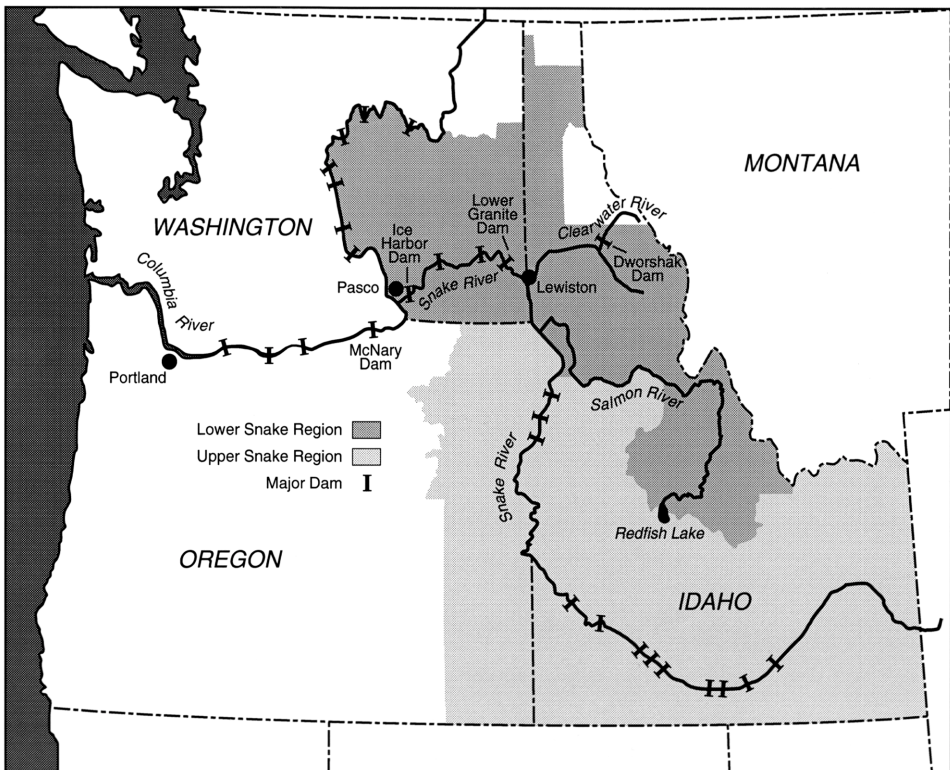 MONTANA
WASHINGTON
Lower
Granite
Dam
Clearwater River
Ice
Harbor
Dam
Dworshak
Dam
Columbia
River
Pasco
Snake River
Lewiston
McNary
Dam
Portland
Salmon River
Lower Snake Region
Upper Snake Region
Major Dam
Snake River
Redfish Lake
OREGON
IDAHO